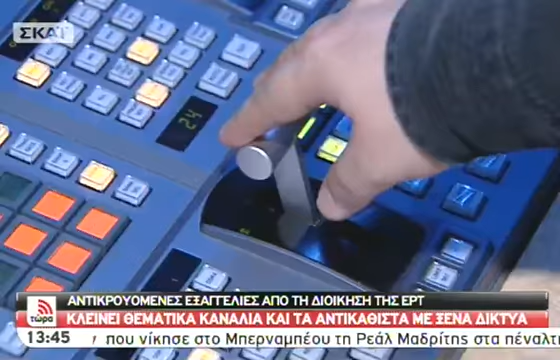 ΣΚΑΪ
24
ΑΝΤΙΚΡΟΥΟΜΕΝΕΣ ΕΞΑΓΓΕΛΙΕΣ ΑΠΟ ΤΗ ΔΙΟΙΚΗΣΗ ΤΗΣ ΕΡΤ
τώρα
ΚΛΕΙΝΕΙ ΘΕΜΑΤΙΚΑ ΚΑΝΑΛΙΑ ΚΑΙ ΤΑ ΑΝΤΙΚΑΘΙΣΤΑ ΜΕ ΞΕΝΑ ΔΙΚΤΥΑ
13:45 που νίκησε στο Μπερναμπέου τη Ρεάλ Μαδρίτης στα πέναλ